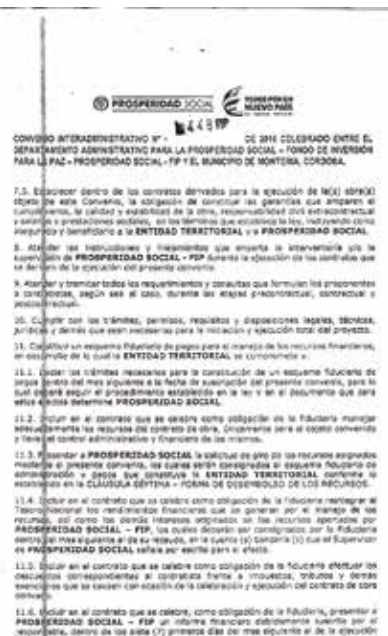 PROSPERIDAD SOCIAL TODOS POR UN
NUEVO PAÍS
CONVENIO INTERADMINISTRATIVO N° - 448 FIP DE 2016 CELEBRADO ENTRE EL
DEPARTAMENTO ADMINISTRATIVO PARA LA PROSPERIDAD SOCIAL – FONDO DE INVERSIÓN
PARA LA PAZ – PROSPERIDAD SOCIAL - FIP Y EL MUNICIPIO DE MONTERIA, CORDOBA.
7.5. Establecer dentro de los contratos derivados para la ejecución de la(s) obra(s)
objeto de este Convenio, la obligación de constituir las garantías que amparen el
cumplimiento, la calidad y estabilidad de la obra, responsabilidad civil extracontractual
y salarios y prestaciones sociales, en los términos que establezca la ley, incluyendo como
asegurado y beneficiario a la ENTIDAD TERRITORIAL y a PROSPERIDAD SOCIAL.
8. Atender las instrucciones y lineamientos que imparta la interventoría y/o la
supervisión de PROSPERIDAD SOCIAL - FIP durante la ejecución de los contratos que
se deriven de la ejecución del presente convenio.
9. Atender y tramitar todos los requerimientos y consultas que formulen los proponentes
o contratistas, según sea el caso, durante las etapas precontractual, contractual y
postcontractual.
10. Cumplir con los trámites, permisos, requisitos y disposiciones legales, técnicas,
jurídicas y demás que sean necesarias para la iniciación y ejecución total del proyecto.
11. Constituir un esquema fiduciario de pagos para el manejo de los recursos financieros,
en desarrollo de lo cual la ENTIDAD TERRITORIAL se compromete a:
11.1. Iniciar los trámites necesarios para la constitución de un esquema fiduciario de
pagos dentro del mes siguiente a la fecha de suscripción del presente convenio, para lo
cual deberá seguir el procedimiento establecido en la ley y en el documento que para
estos efectos determine PROSPERIDAD SOCIAL.
11.2. Incluir en el contrato que se celebre como obligación de la fiduciaria manejar
adecuadamente los recursos del contrato de obra, únicamente para el objeto convenido
y llevar el control administrativo y financiero de los mismos.
11.3. Presentar a PROSPERIDAD SOCIAL la solicitud de giro de los recursos asignados
mediante el presente convenio, los cuales serán consignados al esquema fiduciario de
administración y pagos que constituya la ENTIDAD TERRITORIAL conforme lo
establecido en la CLÁUSULA SÉPTIMA – FORMA DE DESEMBOLSO DE LOS RECURSOS.
11.4. Incluir en el contrato que se celebre como obligación de la fiduciaria reintegrar al
Tesoro Nacional los rendimientos financieros que se generen por el manejo de los
recursos, así como los demás intereses originados en los recursos aportados por
PROSPERIDAD SOCIAL – FIP, los cuales deberán ser consignados por la Fiduciaria
dentro del mes siguiente al de su recaudo, en la cuenta (s) bancaria (s) que el Supervisor
de PROSPERIDAD SOCIAL señale por escrito para el efecto.
11.5. Incluir en el contrato que se celebre como obligación de la fiduciaria efectuar los
descuentos correspondientes al contratista frente a impuestos, tributos y demás
exenciones que se causen con ocasión de la celebración y ejecución del contrato de obra
11.6. Incluir en el contrato que se celebre, como obligación de la fiduciaria, presentar a
PROSPERIDAD SOCIAL – FIP un informe financiero debidamente suscrito por el
responsable, dentro de los siete (7) primeros días del mes siguiente al de la ejecución